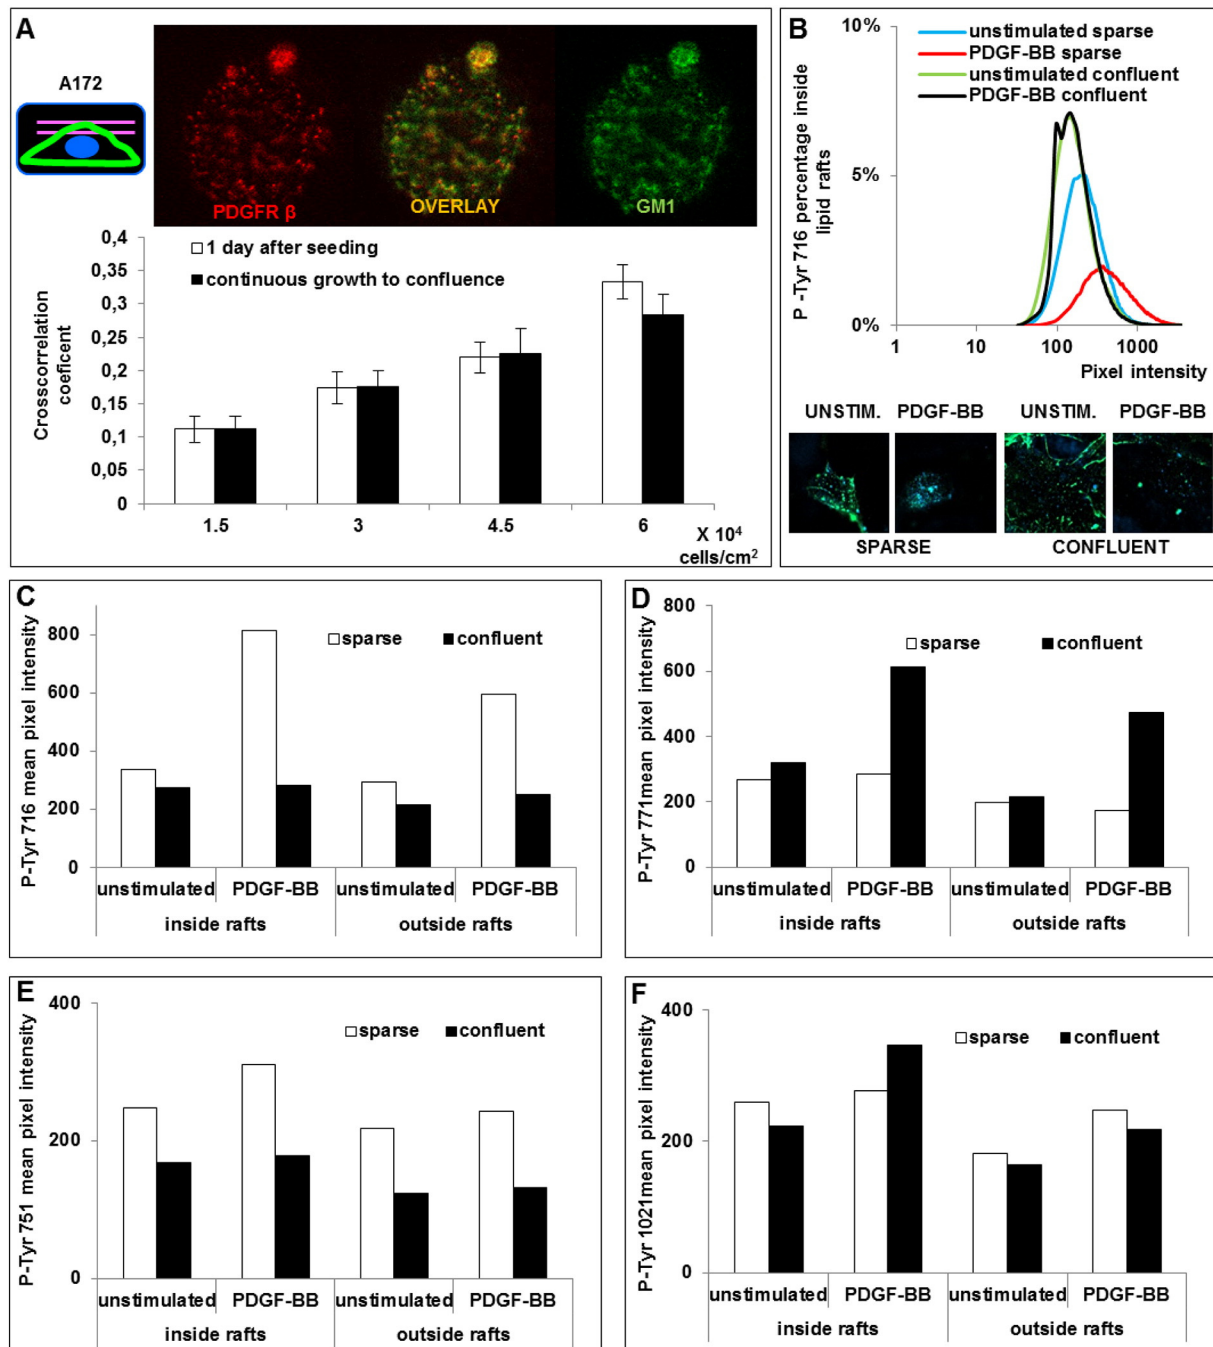 A
A172
PDGFR β
OVERLAY
GM1
Crosscorrelation
coeficent
0,4
0,35
0,3
0,25
0,2
0,15
0,1
0,05
0
1 day after seeding
continuous growth to confluence
1.5
3
4.5
6
X 10⁴
cells/cm²
B
P -Tyr 716 percentage inside
lipid rafts
10%
5%
0%
unstimulated sparse
PDGF-BB sparse
unstimulated confluent
PDGF-BB confluent
1
10
100
1000
Pixel intensity
UNSTIM. PDGF-BB UNSTIM. PDGF-BB
SPARSE CONFLUENT
C
P-Tyr 716 mean pixel intensity
800
600
400
200
0
sparse confluent
unstimulated PDGF-BB unstimulated PDGF-BB
inside rafts outside rafts
D
P-Tyr 771mean pixel intensity
800
600
400
200
0
sparse confluent
unstimulated PDGF-BB unstimulated PDGF-BB
inside rafts outside rafts
E
P-Tyr 751 mean pixel intensity
400
200
0
sparse confluent
unstimulated PDGF-BB unstimulated PDGF-BB
inside rafts outside rafts
F
P-Tyr 1021mean pixel intensity
400
200
0
sparse confluent
unstimulated PDGF-BB unstimulated PDGF-BB
inside rafts outside rafts